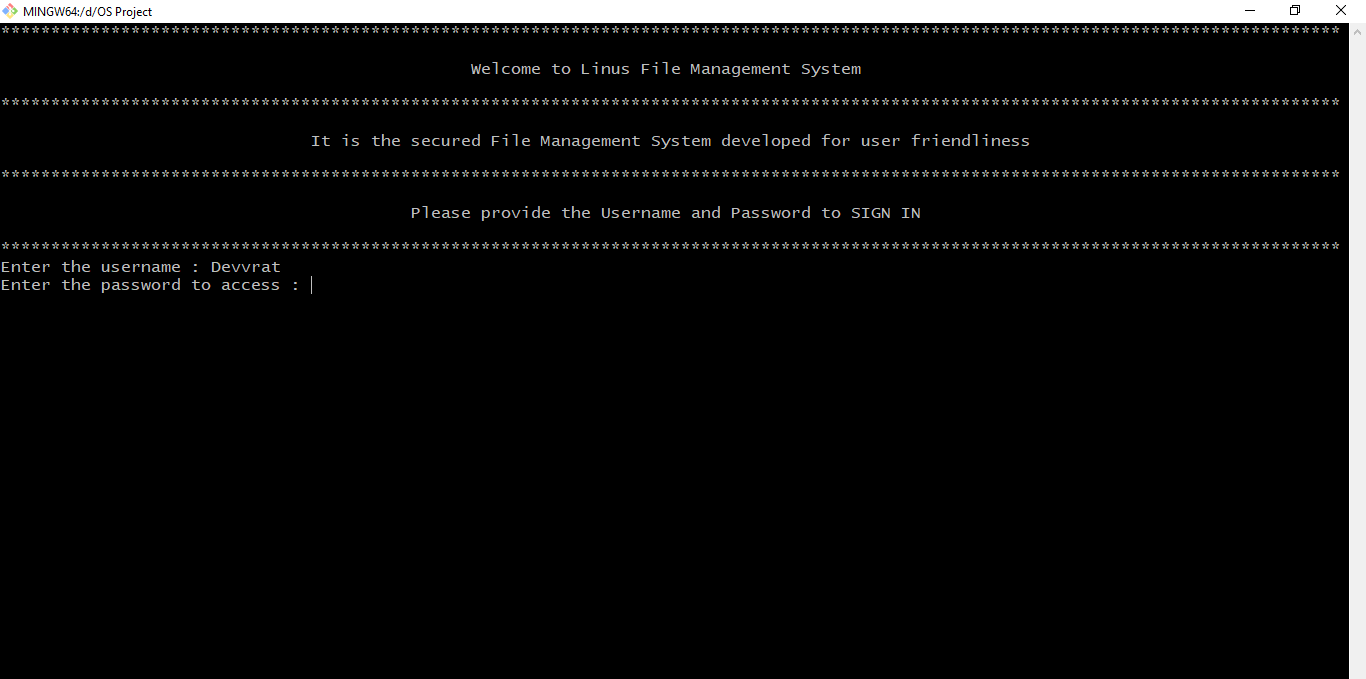 MINGW64:/d/OS Project
**************************************************************************************************************************************
Welcome to Linus File Management System
**************************************************************************************************************************************
It is the secured File Management System developed for user friendliness
**************************************************************************************************************************************
Please provide the Username and Password to SIGN IN
**************************************************************************************************************************************
Enter the username : Devvrat
Enter the password to access :